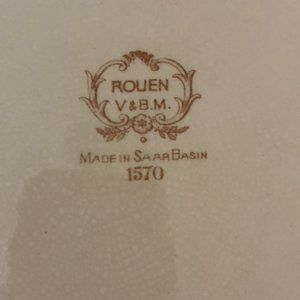 ROUEN
V & B.M.
MADE IN SAAR BASIN
1570